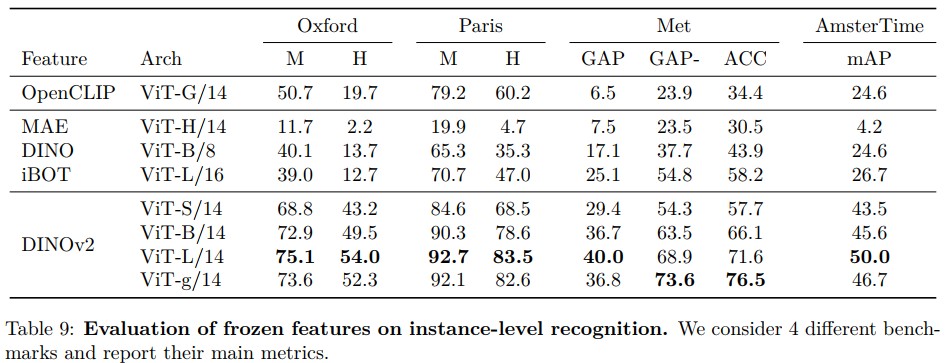 Oxford Paris Met AmsterTime
Feature Arch M H M H GAP GAP- ACC mAP
OpenCLIP ViT-G/14 50.7 19.7 79.2 60.2 6.5 23.9 34.4 24.6
MAE ViT-H/14 11.7 2.2 19.9 4.7 7.5 23.5 30.5 4.2
DINO ViT-B/8 40.1 13.7 65.3 35.3 17.1 37.7 43.9 24.6
iBOT ViT-L/16 39.0 12.7 70.7 47.0 25.1 54.8 58.2 26.7
DINOv2
ViT-S/14 68.8 43.2 84.6 68.5 29.4 54.3 57.7 43.5
ViT-B/14 72.9 49.5 90.3 78.6 36.7 63.5 66.1 45.6
ViT-L/14 75.1 54.0 92.7 83.5 40.0 68.9 71.6 50.0
ViT-g/14 73.6 52.3 92.1 82.6 36.8 73.6 76.5 46.7
Table 9: Evaluation of frozen features on instance-level recognition. We consider 4 different bench-
marks and report their main metrics.